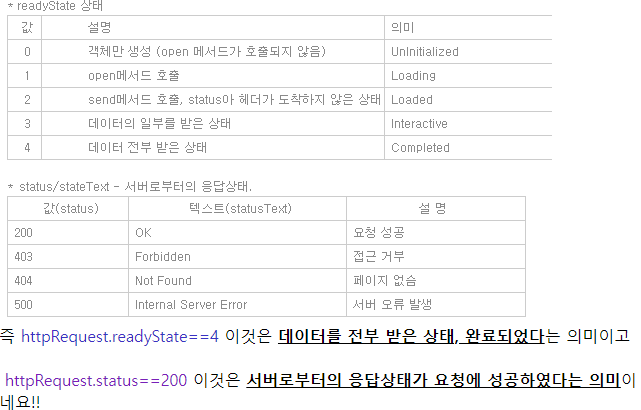 * readyState 상태
값 설명 의미
0 객체만 생성 (open 메서드가 호출되지 않음) UnInitialized
1 open메서드 호출 Loading
2 send메서드 호출, status아 헤더가 도착하지 않은 상태 Loaded
3 데이터의 일부를 받은 상태 Interactive
4 데이터 전부 받은 상태 Completed
* status/stateText - 서버로부터의 응답상태.
값(status) 텍스트(statusText) 설 명
200 OK 요청 성공
403 Forbidden 접근 거부
404 Not Found 페이지 없슴
500 Internal Server Error 서버 오류 발생
즉 httpRequest.readyState==4 이것은 데이터를 전부 받은 상태, 완료되었다는 의미이고
httpRequest.status==200 이것은 서버로부터의 응답상태가 요청에 성공하였다는 의미이
네요!!